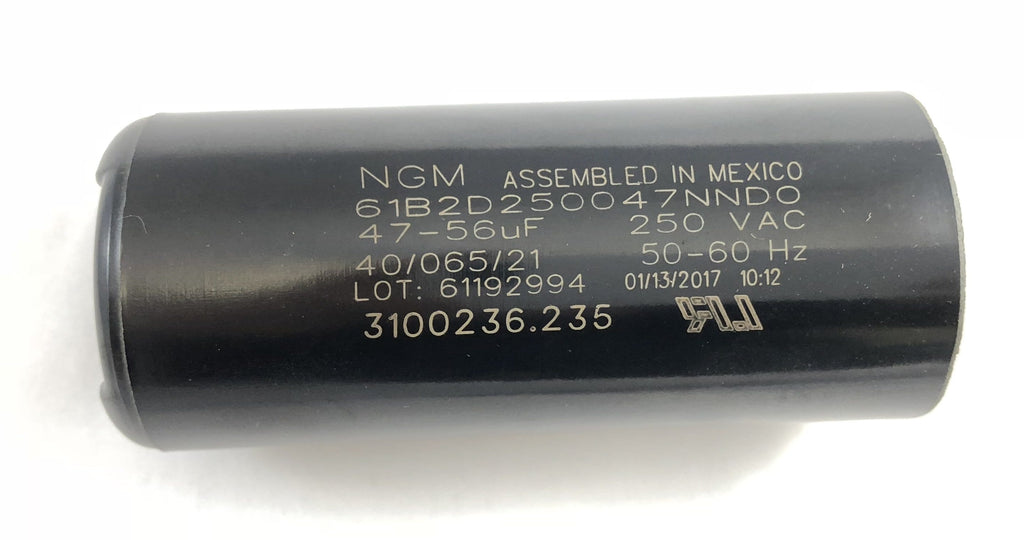 NGM ASSEMBLED IN MEXICO
61B2D250047NNDO
47-56uF 250 VAC
40/065/21 50-60 Hz
LOT: 61192994 01/13/2017 10:12
3100236.235